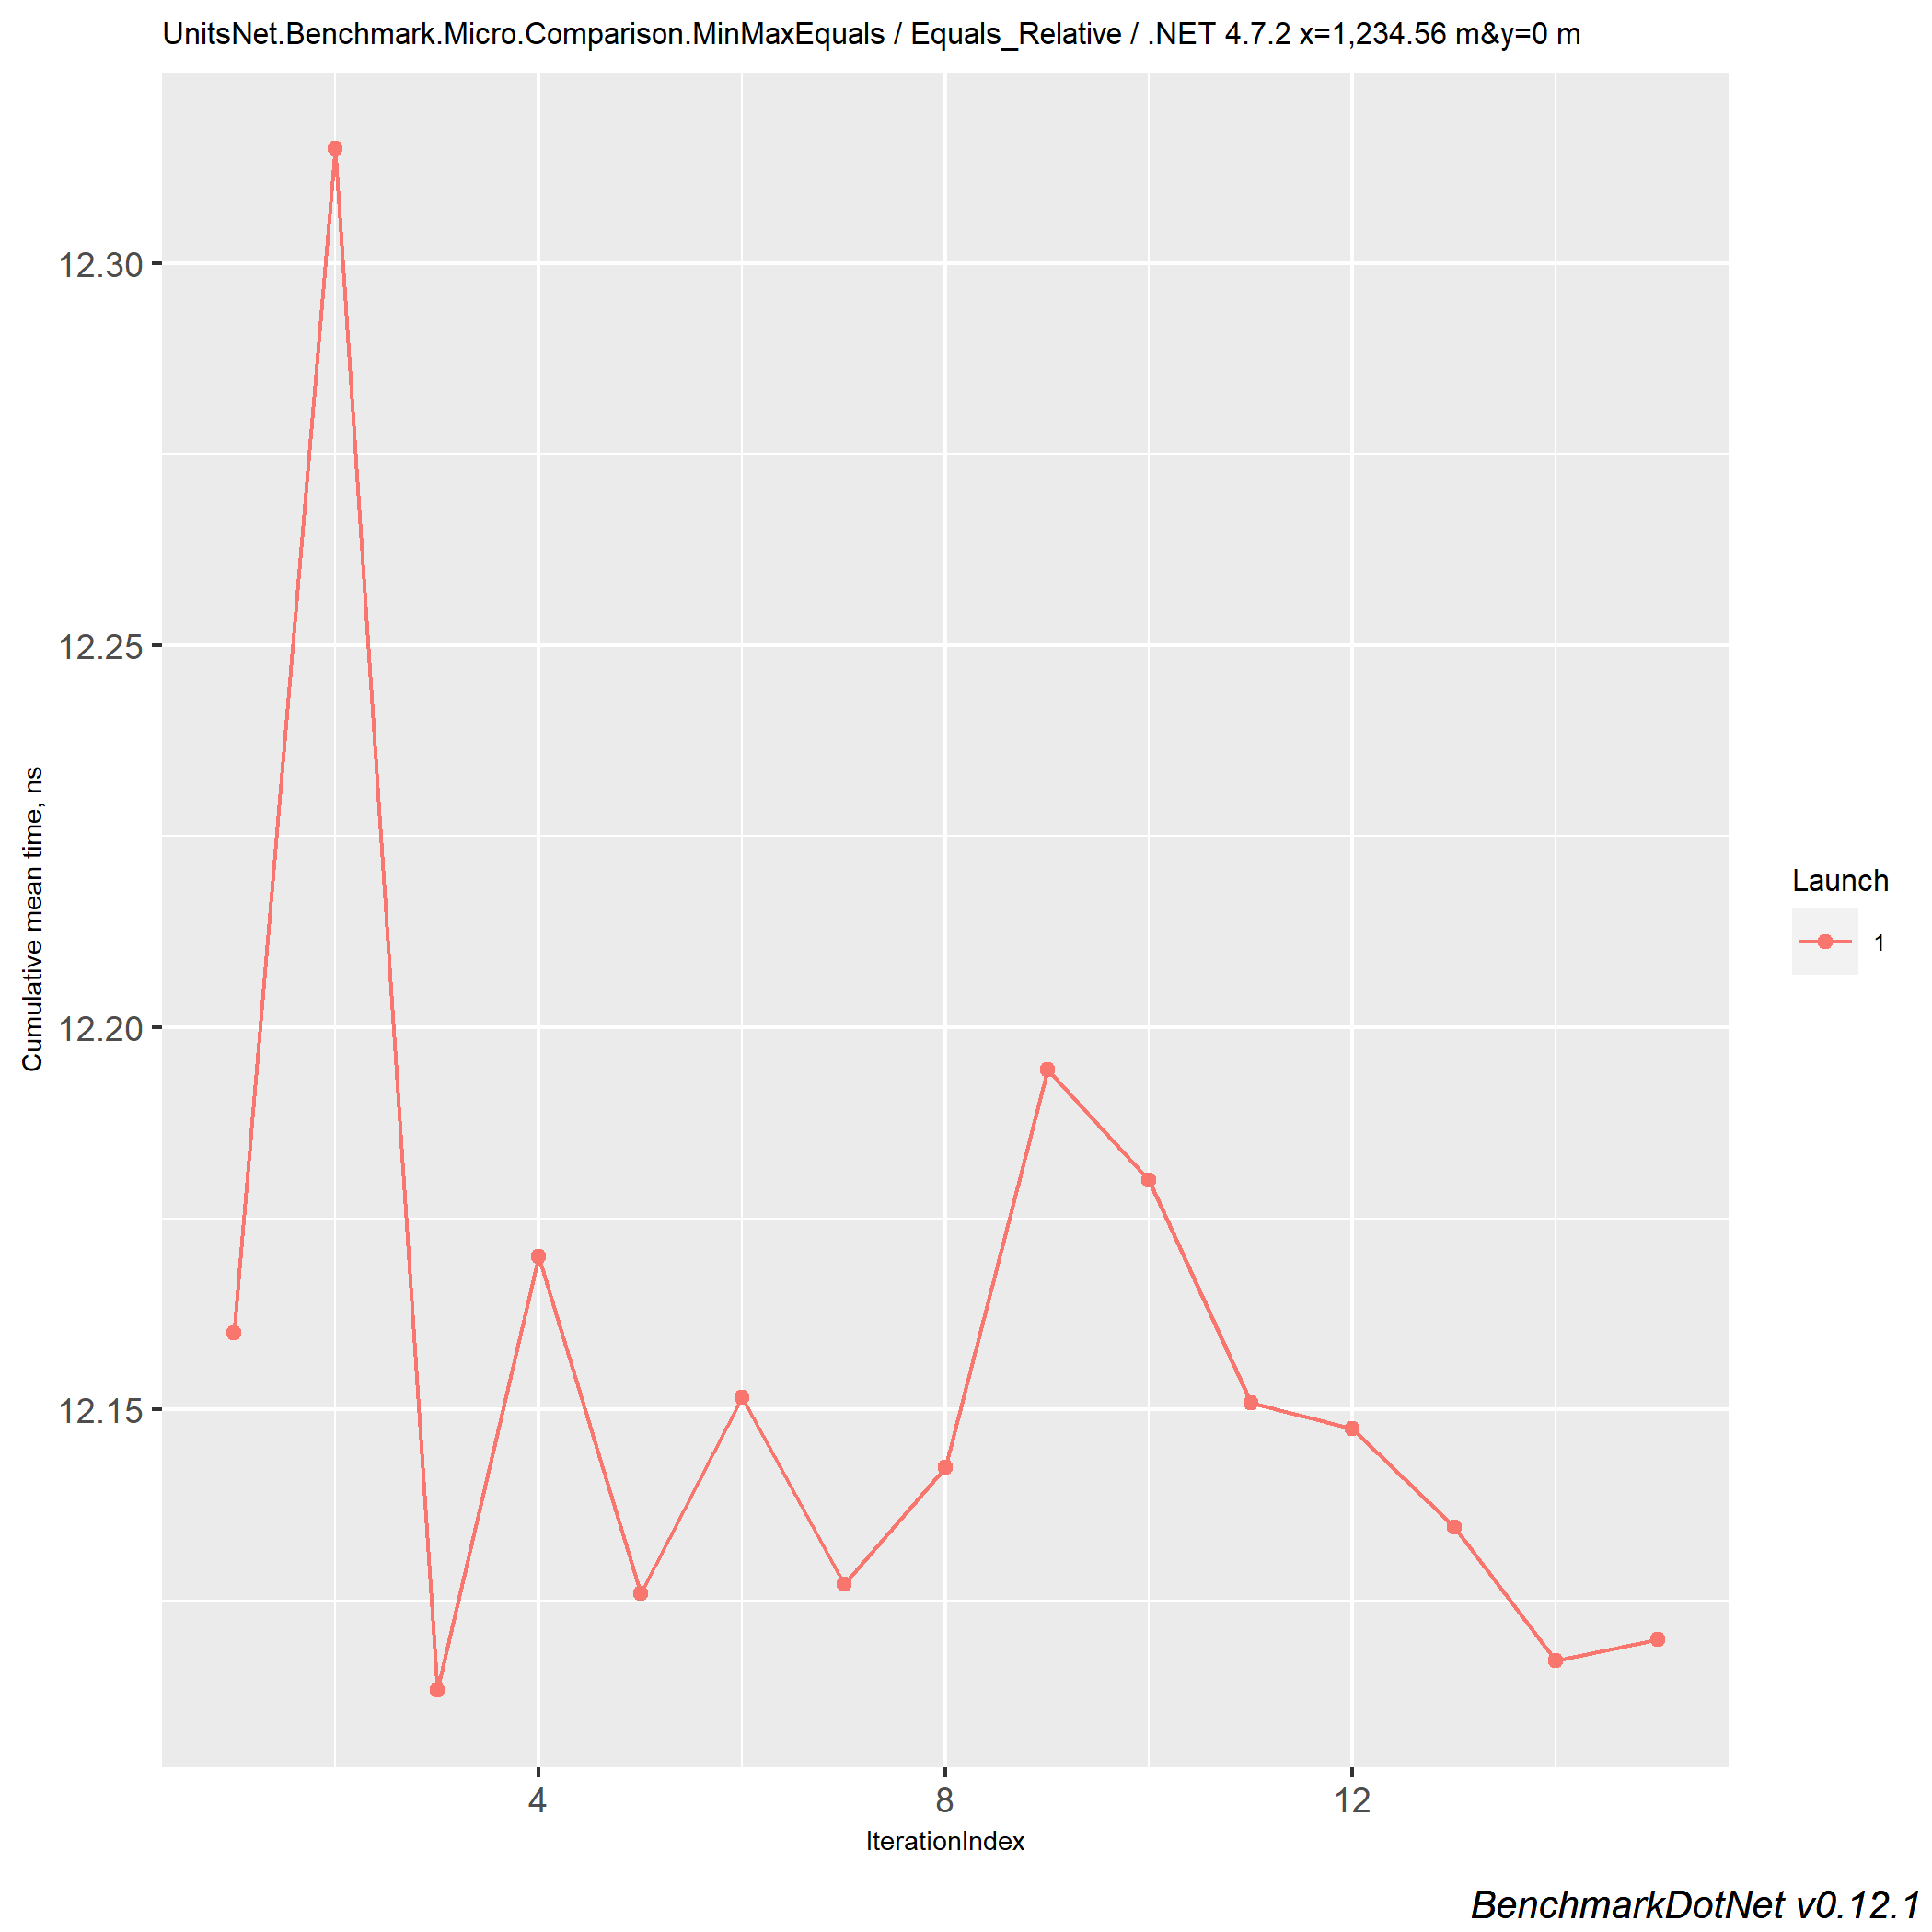 UnitsNet.Benchmark.Micro.Comparison.MinMaxEquals / Equals_Relative / .NET 4.7.2 x=1,234.56 m&y=0 m
12.30
12.25
12.20
12.15
Cumulative mean time, ns
4
8
12
IterationIndex
Launch
1
BenchmarkDotNet v0.12.1